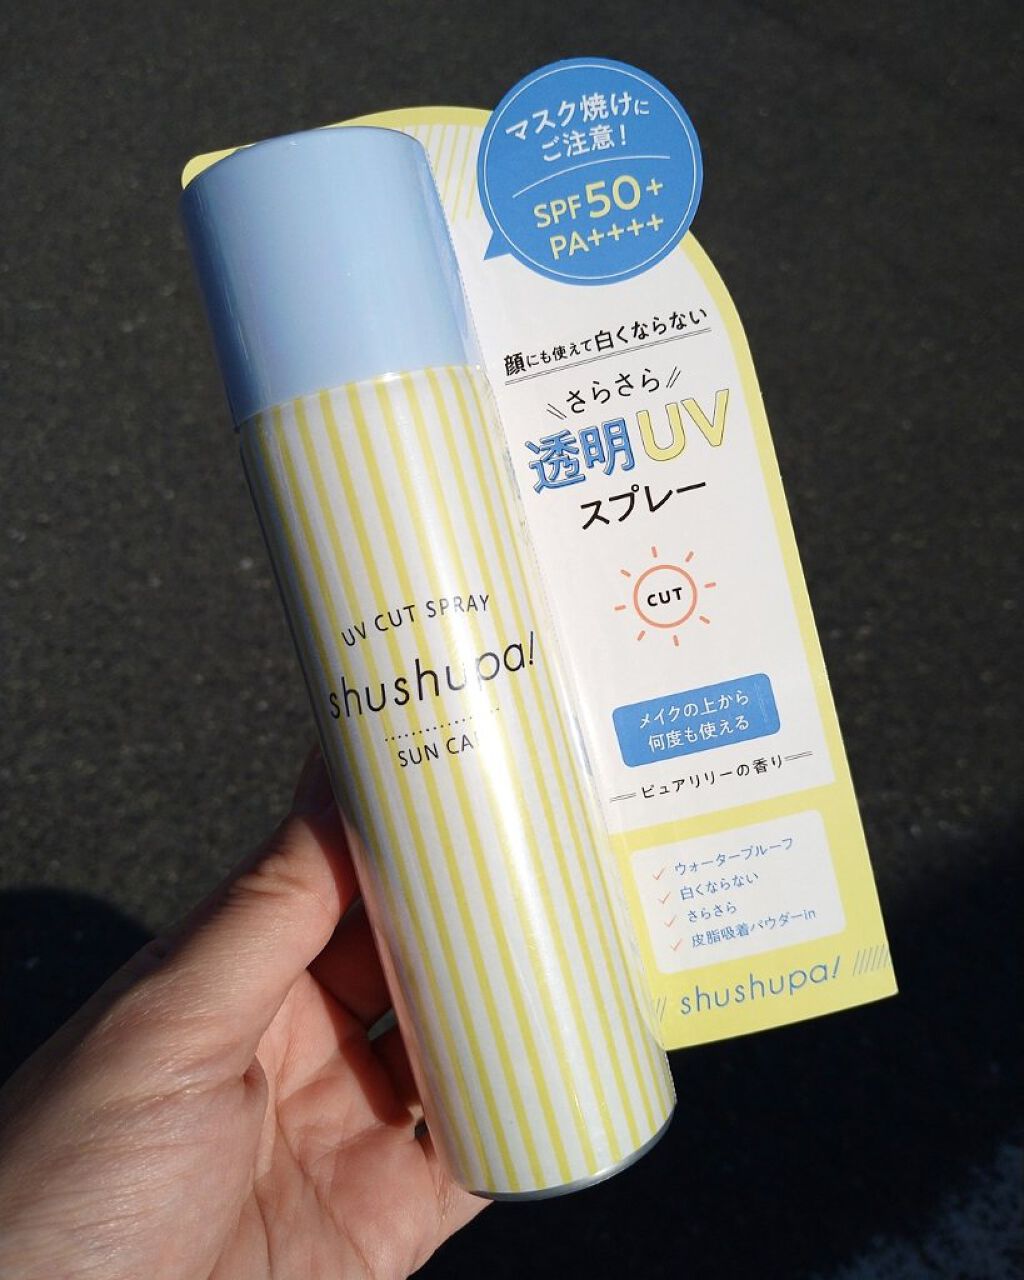 マスク焼けに
ご注意!
SPF50+
PA++++
顔にも使えて白くならない
さらさら
透明UV
スプレー
CUT
メイクの上から
何度も使える
ピュアリリーの香り
ウォータープルーフ
白くならない
さらさら
皮脂吸着パウダーin
shushupa!
UV CUT SPRAY
shushupa!
SUN